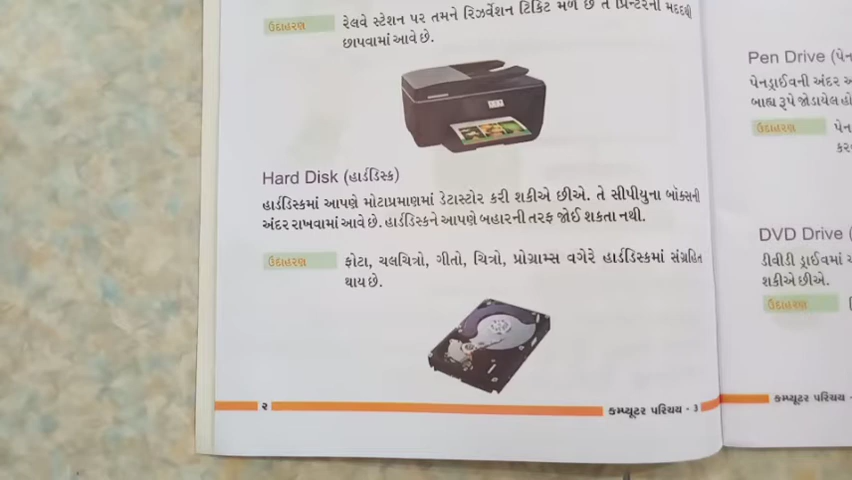 ઉદાહરણ રેલવે સ્ટેશન પર તમને રિઝર્વેશન ટિકિટ મળે છે તે પ્રિન્ટરની મદદથી
છાપવામાં આવે છે.
Hard Disk (હાર્ડડિસ્ક)
હાર્ડડિસ્કમાં આપણે મોટાપ્રમાણમાં ડેટાસ્ટોર કરી શકીએ છીએ. તે સીપીયુના બૉક્સની
અંદર રાખવામાં આવે છે. હાર્ડડિસ્કને આપણે બહારની તરફ જોઈ શકતા નથી.
ઉદાહરણ ફોટા, ચલચિત્રો, ગીતો, ચિત્રો, પ્રોગ્રામ્સ વગેરે હાર્ડડિસ્કમાં સંગ્રહિત
થાય છે.
૨ કમ્પ્યૂટર પરિચય - 3
Pen Drive (પેન
પેનડ્રાઈવની અંદર
બાહ્ય રૂપે જોડાયેલ હો
ઉદાહરણ પેન
કર
DVD Drive (
ડીવીડી ડ્રાઈવમાં
શકીએ છીએ.
ઉદાહરણ
કમ્પ્યૂટર પરિચય -